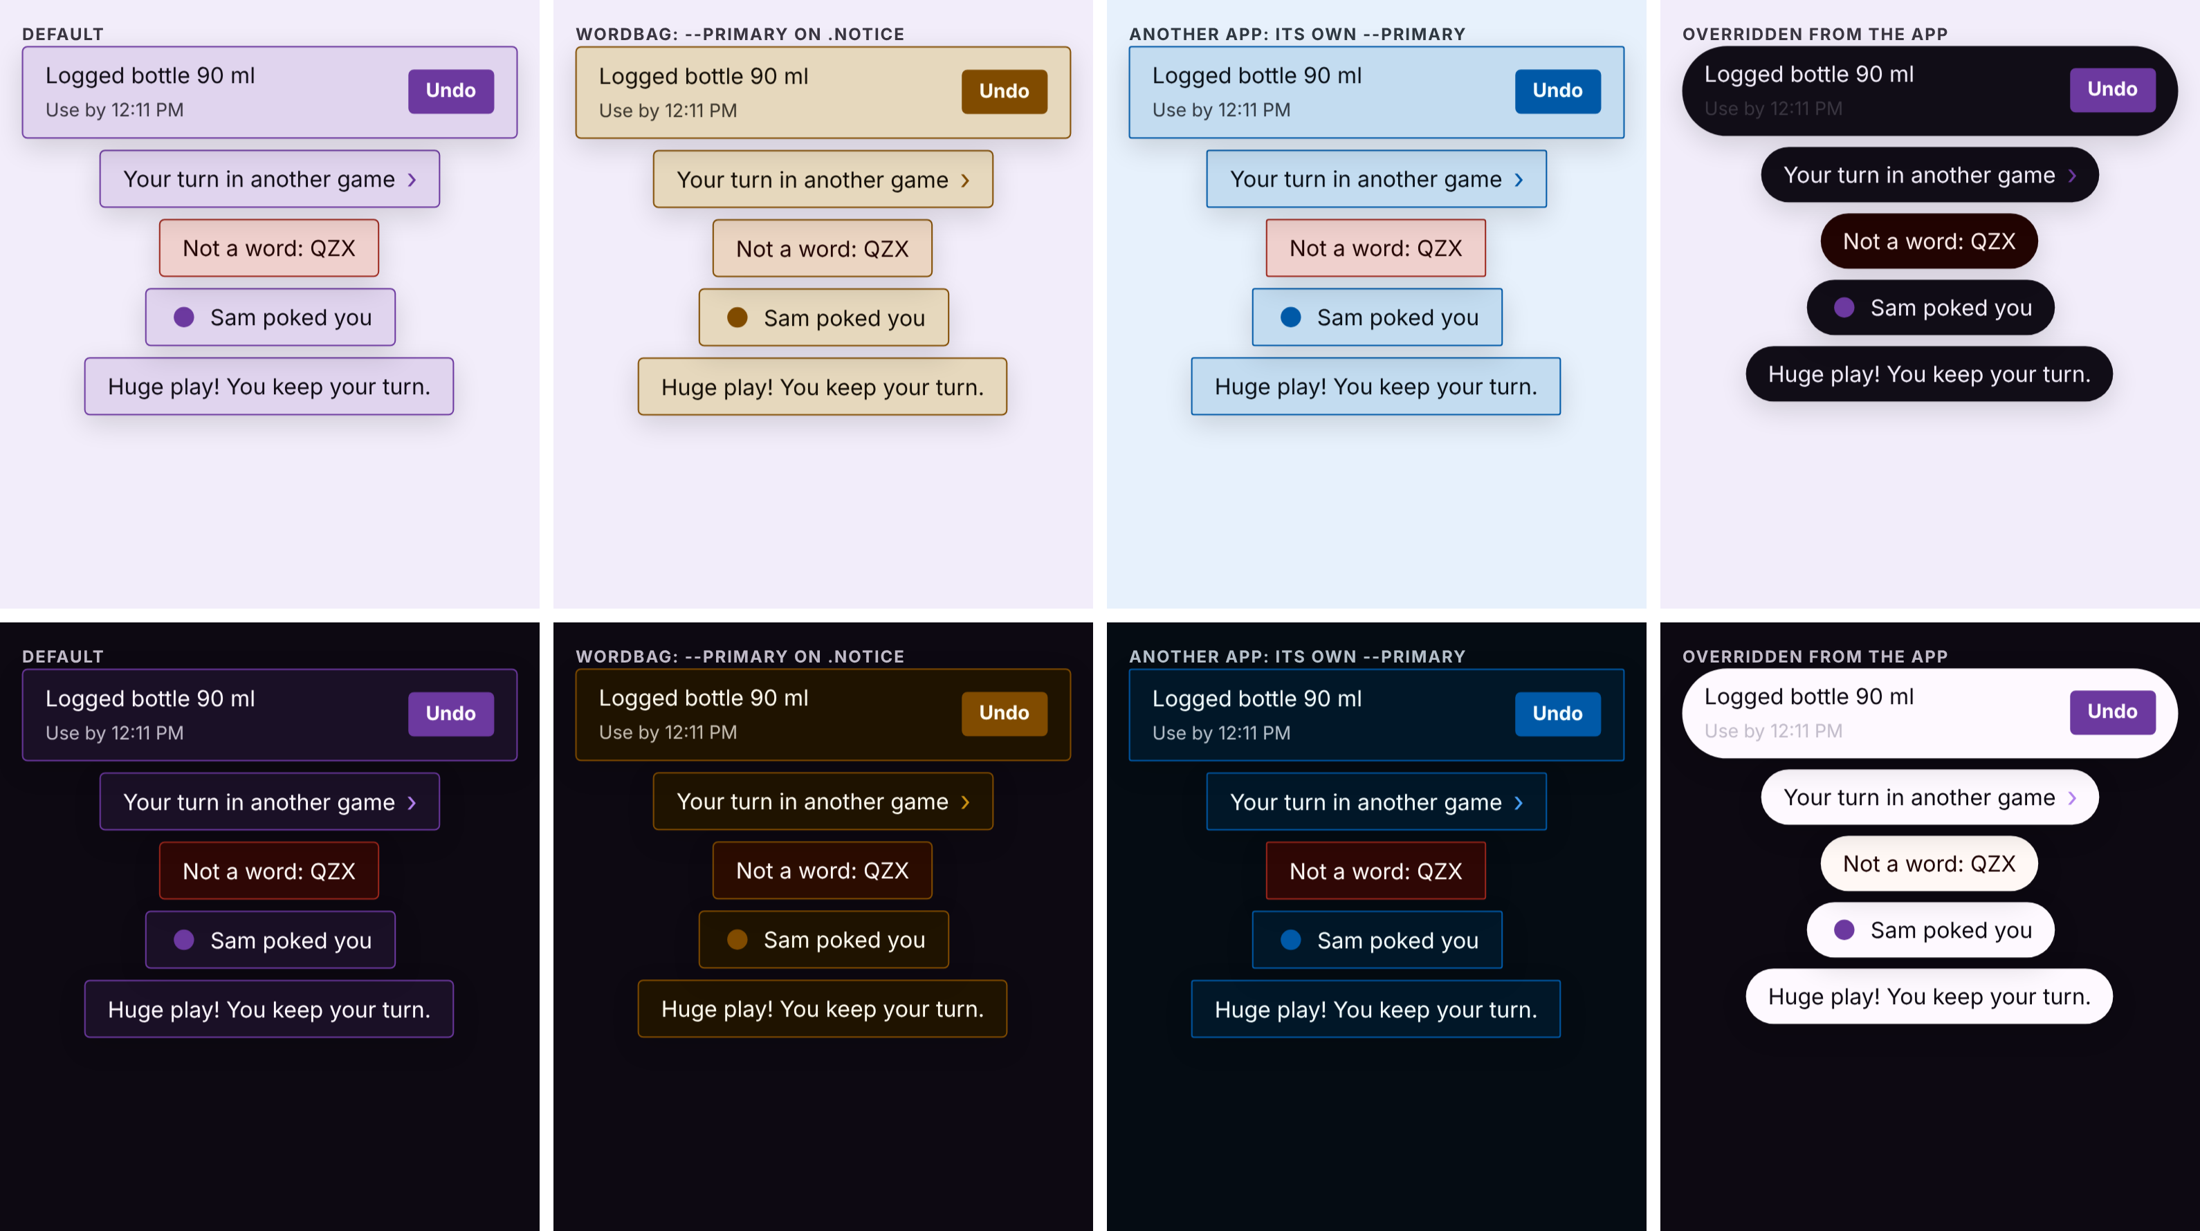 DEFAULT
Logged bottle 90 ml
Use by 12:11 PM
Undo
Your turn in another game ›
Not a word: QZX
Sam poked you
Huge play! You keep your turn.
WORDBAG: --PRIMARY ON .NOTICE
Logged bottle 90 ml
Use by 12:11 PM
Undo
Your turn in another game ›
Not a word: QZX
Sam poked you
Huge play! You keep your turn.
ANOTHER APP: ITS OWN --PRIMARY
Logged bottle 90 ml
Use by 12:11 PM
Undo
Your turn in another game ›
Not a word: QZX
Sam poked you
Huge play! You keep your turn.
OVERRIDDEN FROM THE APP
Logged bottle 90 ml
Use by 12:11 PM
Undo
Your turn in another game ›
Not a word: QZX
Sam poked you
Huge play! You keep your turn.
DEFAULT
Logged bottle 90 ml
Use by 12:11 PM
Undo
Your turn in another game ›
Not a word: QZX
Sam poked you
Huge play! You keep your turn.
WORDBAG: --PRIMARY ON .NOTICE
Logged bottle 90 ml
Use by 12:11 PM
Undo
Your turn in another game ›
Not a word: QZX
Sam poked you
Huge play! You keep your turn.
ANOTHER APP: ITS OWN --PRIMARY
Logged bottle 90 ml
Use by 12:11 PM
Undo
Your turn in another game ›
Not a word: QZX
Sam poked you
Huge play! You keep your turn.
OVERRIDDEN FROM THE APP
Logged bottle 90 ml
Use by 12:11 PM
Undo
Your turn in another game ›
Not a word: QZX
Sam poked you
Huge play! You keep your turn.